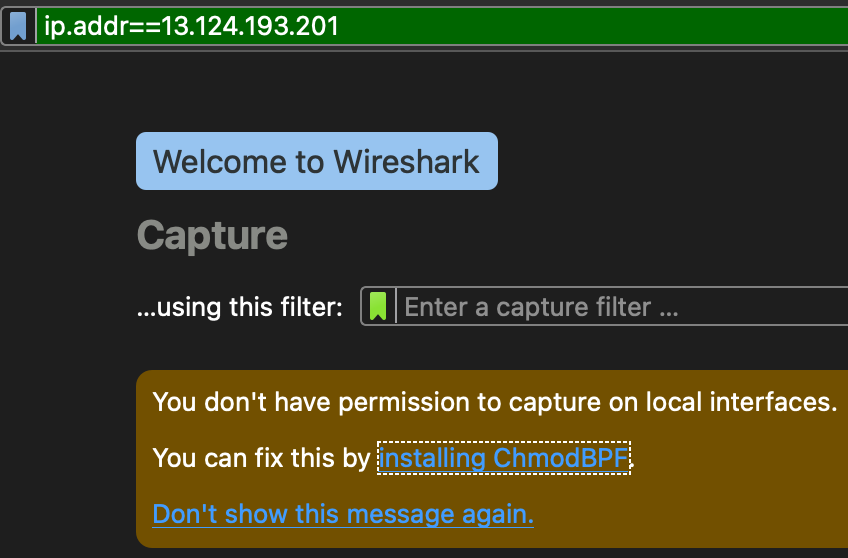 ip.addr==13.124.193.201
Welcome to Wireshark
Capture
...using this filter: Enter a capture filter ...
You don't have permission to capture on local interfaces.
You can fix this by installing ChmodBPF.
Don't show this message again.